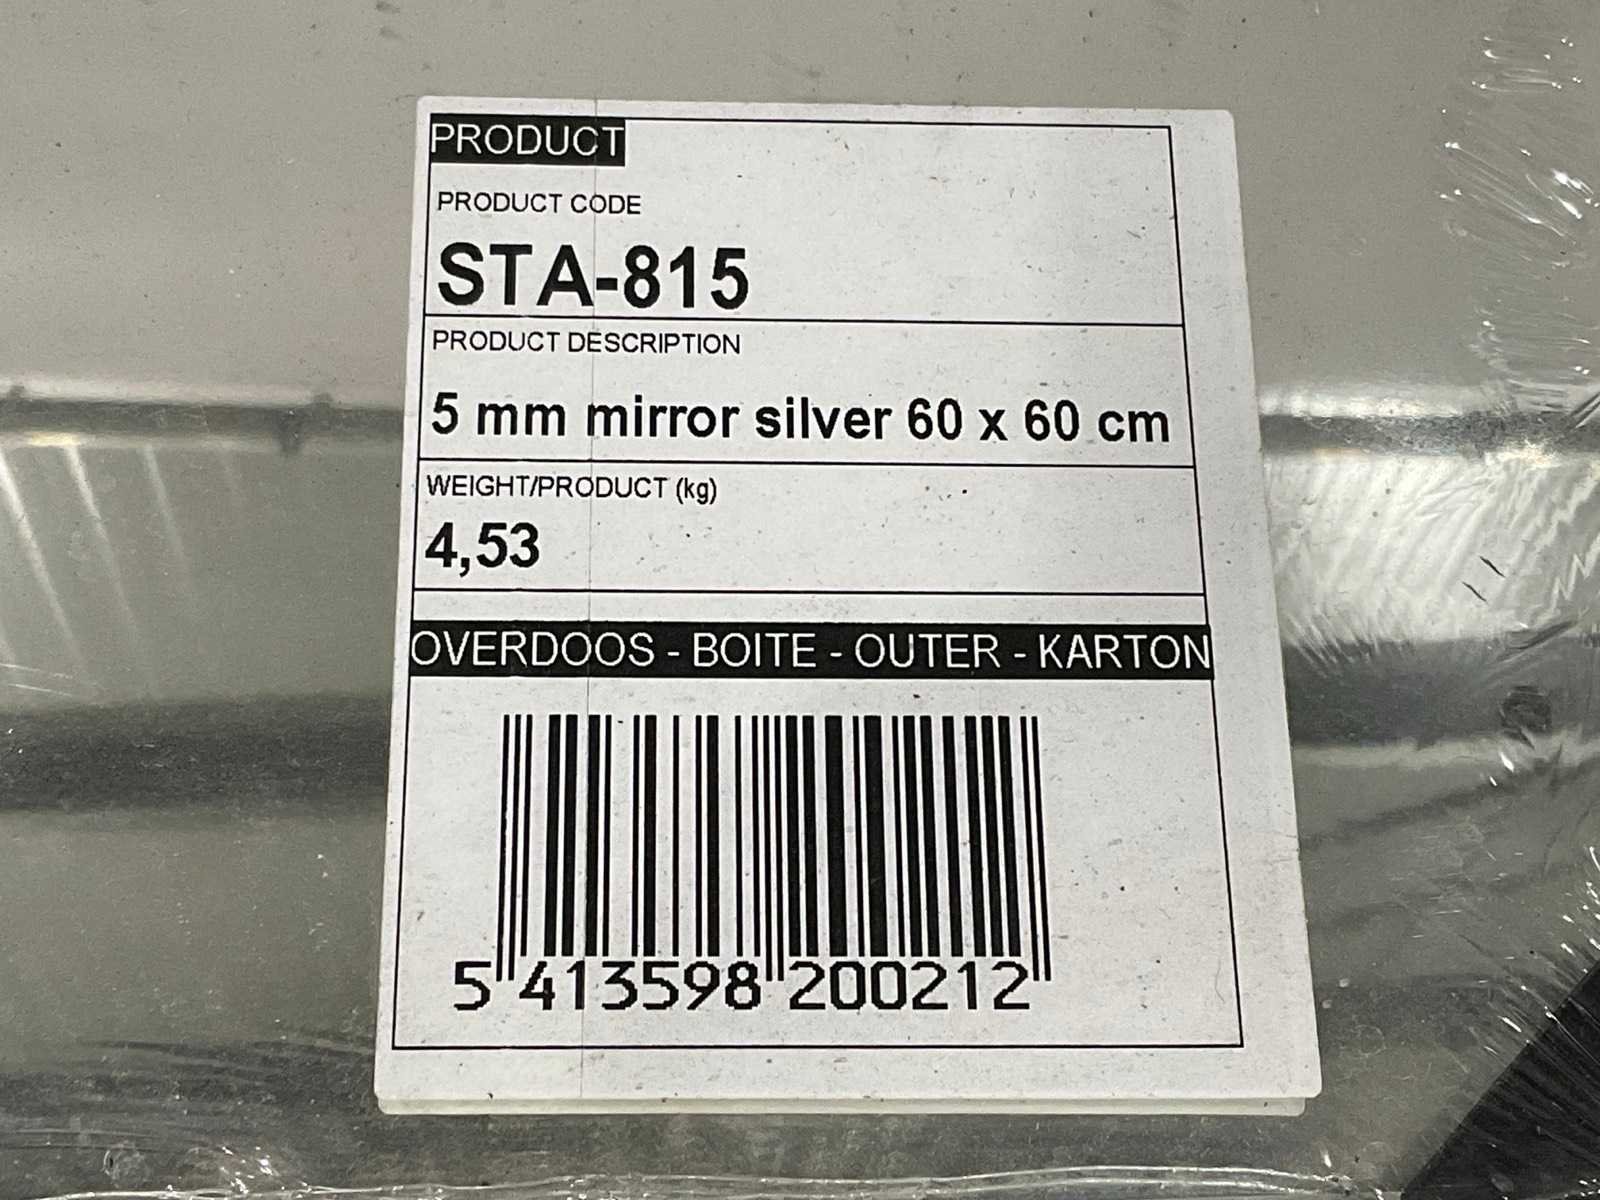 PRODUCT
PRODUCT CODE
STA-815
PRODUCT DESCRIPTION
5 mm mirror silver 60 x 60 cm
WEIGHT/PRODUCT (kg)
4,53
OVERDOOS - BOITE - OUTER - KARTON
5 413598 200212